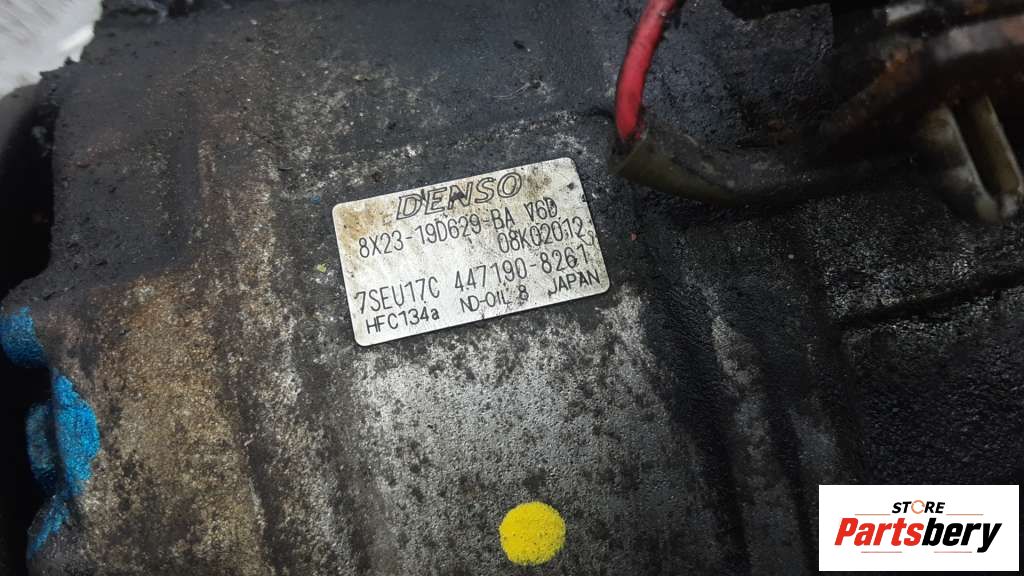 DENSO
8X23-19D629-BA V6D
08K02012
7SEU17C 447190-8261
HFC134a ND-OIL 8 JAPAN
STORE
Partsbery